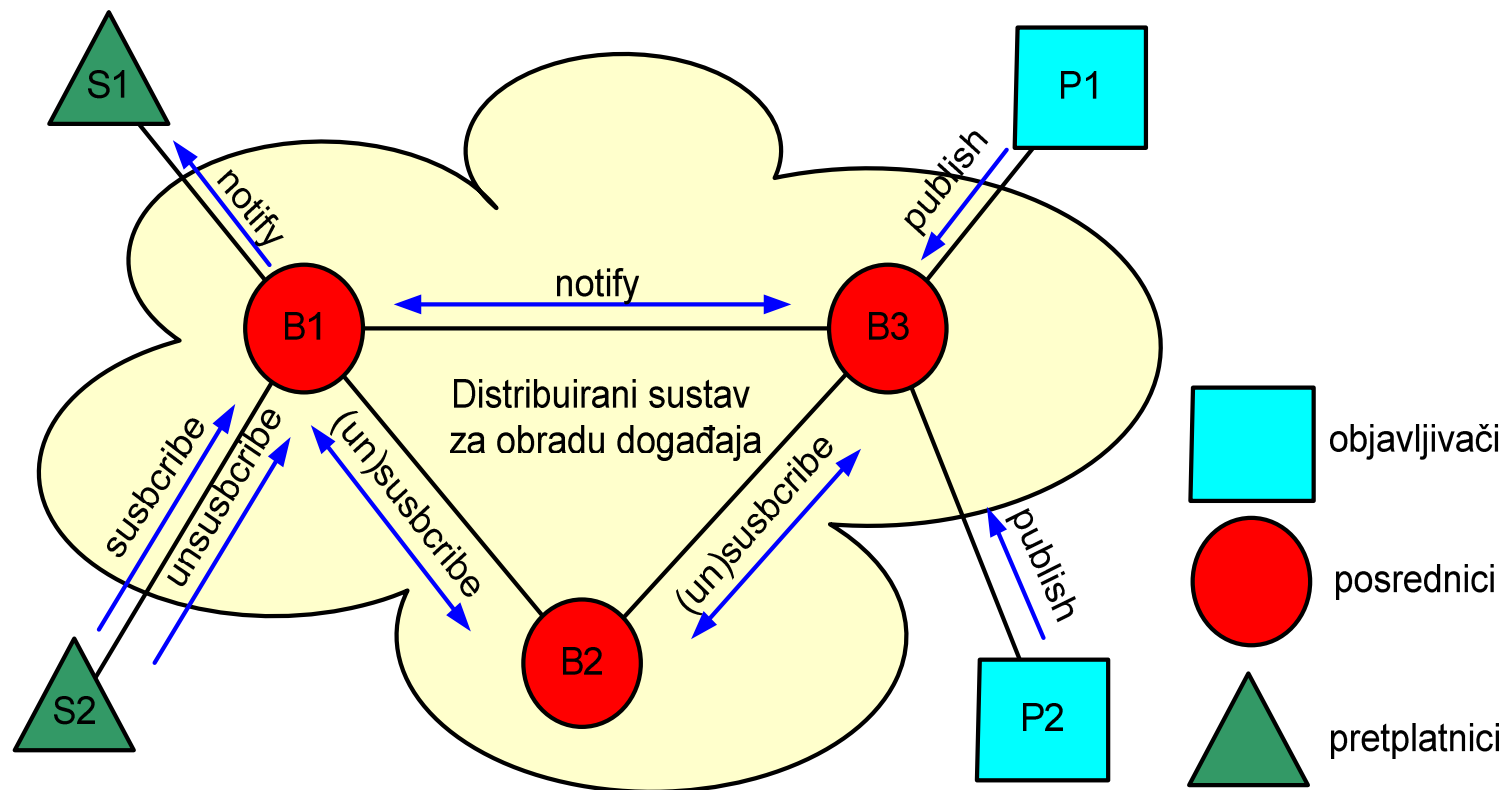 S1
P1
notify
publish
notify
B1
B3
Distribuirani sustav
za obradu događaja
susbcribe
unsusbcribe
(un)susbcribe
(un)susbcribe
publish
objavljivači
posrednici
B2
S2
P2
pretplatnici